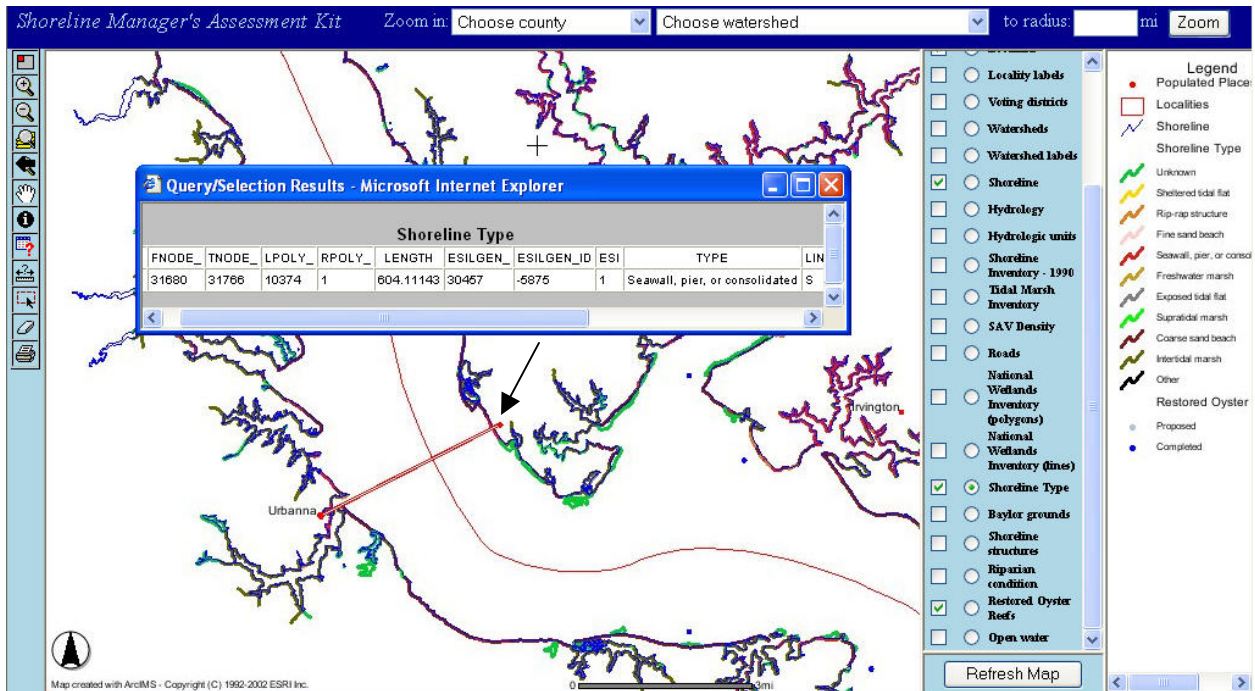 Shoreline Manager's Assessment Kit Zoom in: Choose county Choose watershed to radius: mi Zoom
Locality labels
Voting districts
Watersheds
Watershed labels
Shoreline
Hydrology
Hydrologic units
Shoreline
Inventory - 1990
Tidal Marsh
Inventory
SAV Density
Roads
National
Wetlands
Inventory
(polygons)
National
Wetlands
Inventory (lines)
Shoreline Type
Baylor grounds
Shoreline
structures
Riparian
condition
Restored Oyster
Reefs
Open water
Refresh Map
Legend
Populated Place
Localities
Shoreline
Shoreline Type
Unknown
Sheltered tidal flat
Rip-rap structure
Fine sand beach
Seawall, pier, or consol
Freshwater marsh
Exposed tidal flat
Supratidal marsh
Coarse sand beach
Intertidal marsh
Other
Restored Oyster
Proposed
Completed
Query/Selection Results - Microsoft Internet Explorer
Shoreline Type
FNODE_ TNODE_ LPOLY_ RPOLY_ LENGTH ESILGEN_ ESILGEN_ID ESI TYPE LIN
31680 31766 10374 1 604.11143 30457 -5875 1 Seawall, pier, or consolidated S
Irvington
Urbanna
Map created with ArcIMS - Copyright (C) 1992-2002 ESRI Inc.
0 3mi